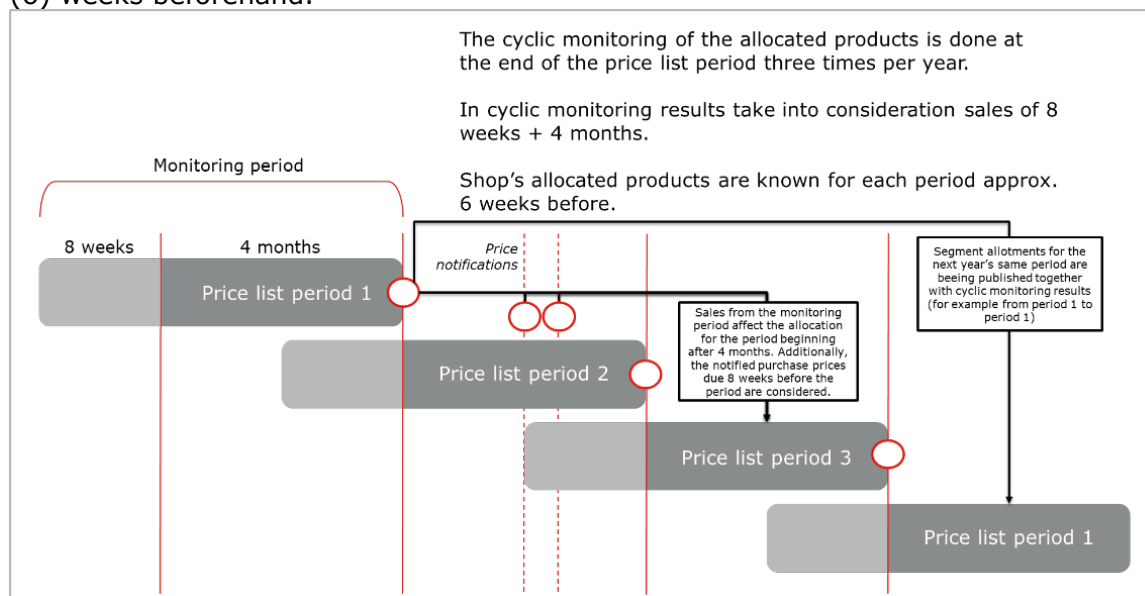 (6) weeks beforehand.
The cyclic monitoring of the allocated products is done at
the end of the price list period three times per year.
In cyclic monitoring results take into consideration sales of 8
weeks + 4 months.
Shop's allocated products are known for each period approx.
6 weeks before.
Monitoring period
8 weeks
4 months
Price
notifications
Price list period 1
Segment allotments for the
next year's same period are
beeing published together
with cyclic monitoring results
(for example from period 1 to
period 1)
Sales from the monitoring
period affect the allocation
for the period beginning
after 4 months. Additionally,
the notified purchase prices
due 8 weeks before the
period are considered.
Price list period 2
Price list period 3
Price list period 1